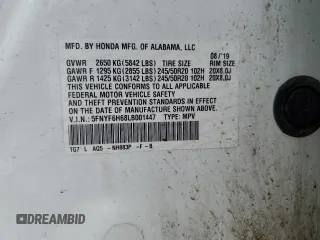 MFD. BY HONDA MFG. OF ALABAMA, LLC
08/'19
GVWR 2650 KG(5842 LBS) TIRE SIZE RIM SIZE
GAWR F 1295 KG(2855 LBS) 245/50R20 102H 20X8.0J
GAWR R 1425 KG(3142 LBS) 245/50R20 102H 20X8.0J
THIS VEHICLE CONFORMS TO ALL APPLICABLE
FEDERAL MOTOR VEHICLE SAFETY AND THEFT
PREVENTION STANDARDS IN EFFECT ON THE DATE
OF MANUFACTURE SHOWN ABOVE.
V.I.N.: 5FNYF6H68LB001447 TYPE: MPV
TG7 L AG5 -NH883P -F -B
DREAMBID